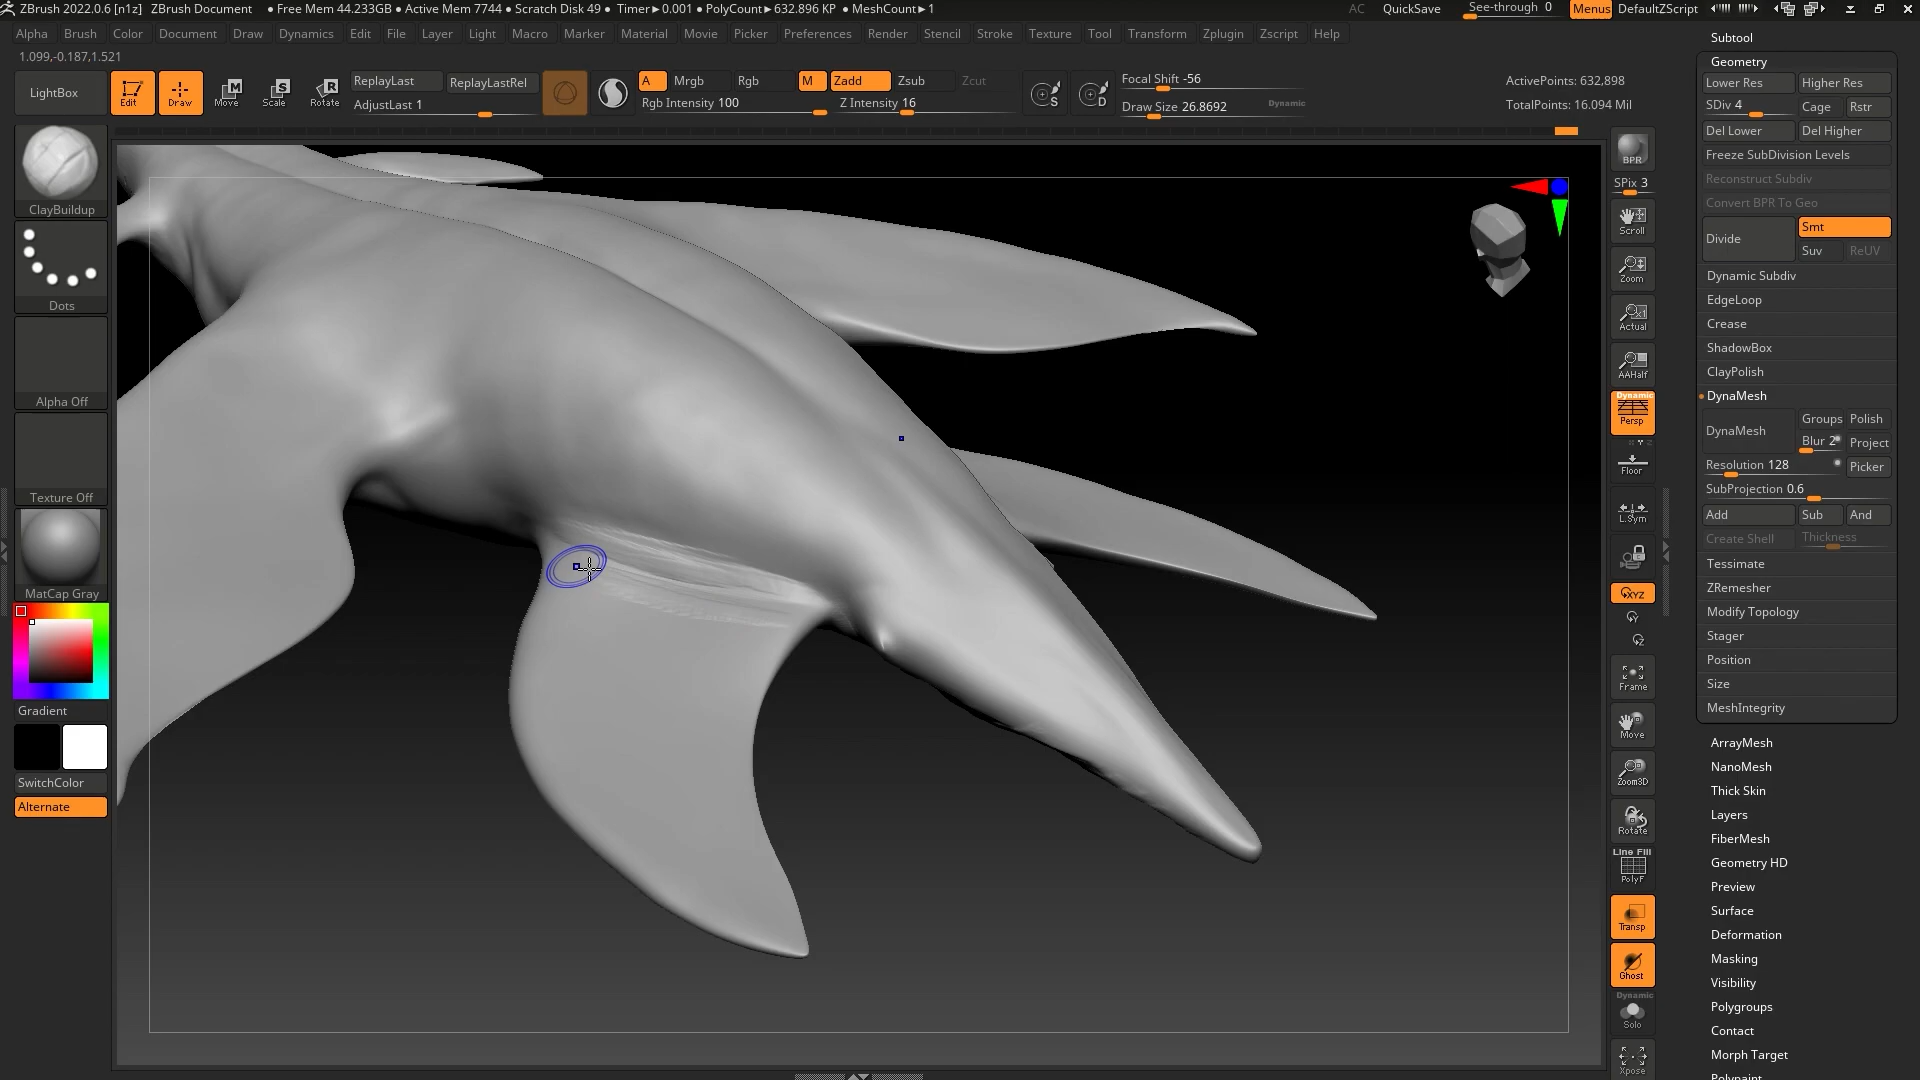 ZBrush 2022.0.6 [n1z] ZBrush Document ● Free Mem 44.233GB ● Active Mem 7744 ● Scratch Disk 49 ● Timer►0.001 ● PolyCount►632.896 KP ● MeshCount►1 AC QuickSave See-through 0 Menus DefaultZScript
Alpha Brush Color Document Draw Dynamics Edit File Layer Light Macro Marker Material Movie Picker Preferences Render Stencil Stroke Texture Tool Transform Zplugin Zscript Help
1.099,-0.187,1.521
LightBox
Edit
Draw
Move
Scale
Rotate
ReplayLast
ReplayLastRel
AdjustLast 1
A
Mrgb
Rgb
M
Zadd
Zsub
Zcut
Rgb Intensity 100
Z Intensity 16
S
D
Focal Shift -56
Draw Size 26.8692
Dynamic
ActivePoints: 632,898
TotalPoints: 16.094 Mil
ClayBuildup
Dots
Alpha Off
Texture Off
MatCap Gray
Gradient
SwitchColor
Alternate
BPR
SPix 3
Scroll
Zoom
Actual
AAHalf
Dynamic
Persp
Floor
L.Sym
XYZ
Frame
Move
Zoom3D
Rotate
Line Fill
PolyF
Transp
Ghost
Dynamic
Solo
Xpose
Subtool
Geometry
Lower Res
Higher Res
SDiv 4
Cage
Rstr
Del Lower
Del Higher
Freeze SubDivision Levels
Reconstruct Subdiv
Convert BPR To Geo
Divide
Smt
Suv
ReUV
Dynamic Subdiv
EdgeLoop
Crease
ShadowBox
ClayPolish
DynaMesh
DynaMesh
Groups
Polish
Blur 2
Project
Resolution 128
Picker
SubProjection 0.6
Add
Sub
And
Create Shell
Thickness
Tessimate
ZRemesher
Modify Topology
Stager
Position
Size
MeshIntegrity
ArrayMesh
NanoMesh
Thick Skin
Layers
FiberMesh
Geometry HD
Preview
Surface
Deformation
Masking
Visibility
Polygroups
Contact
Morph Target
Polypaint